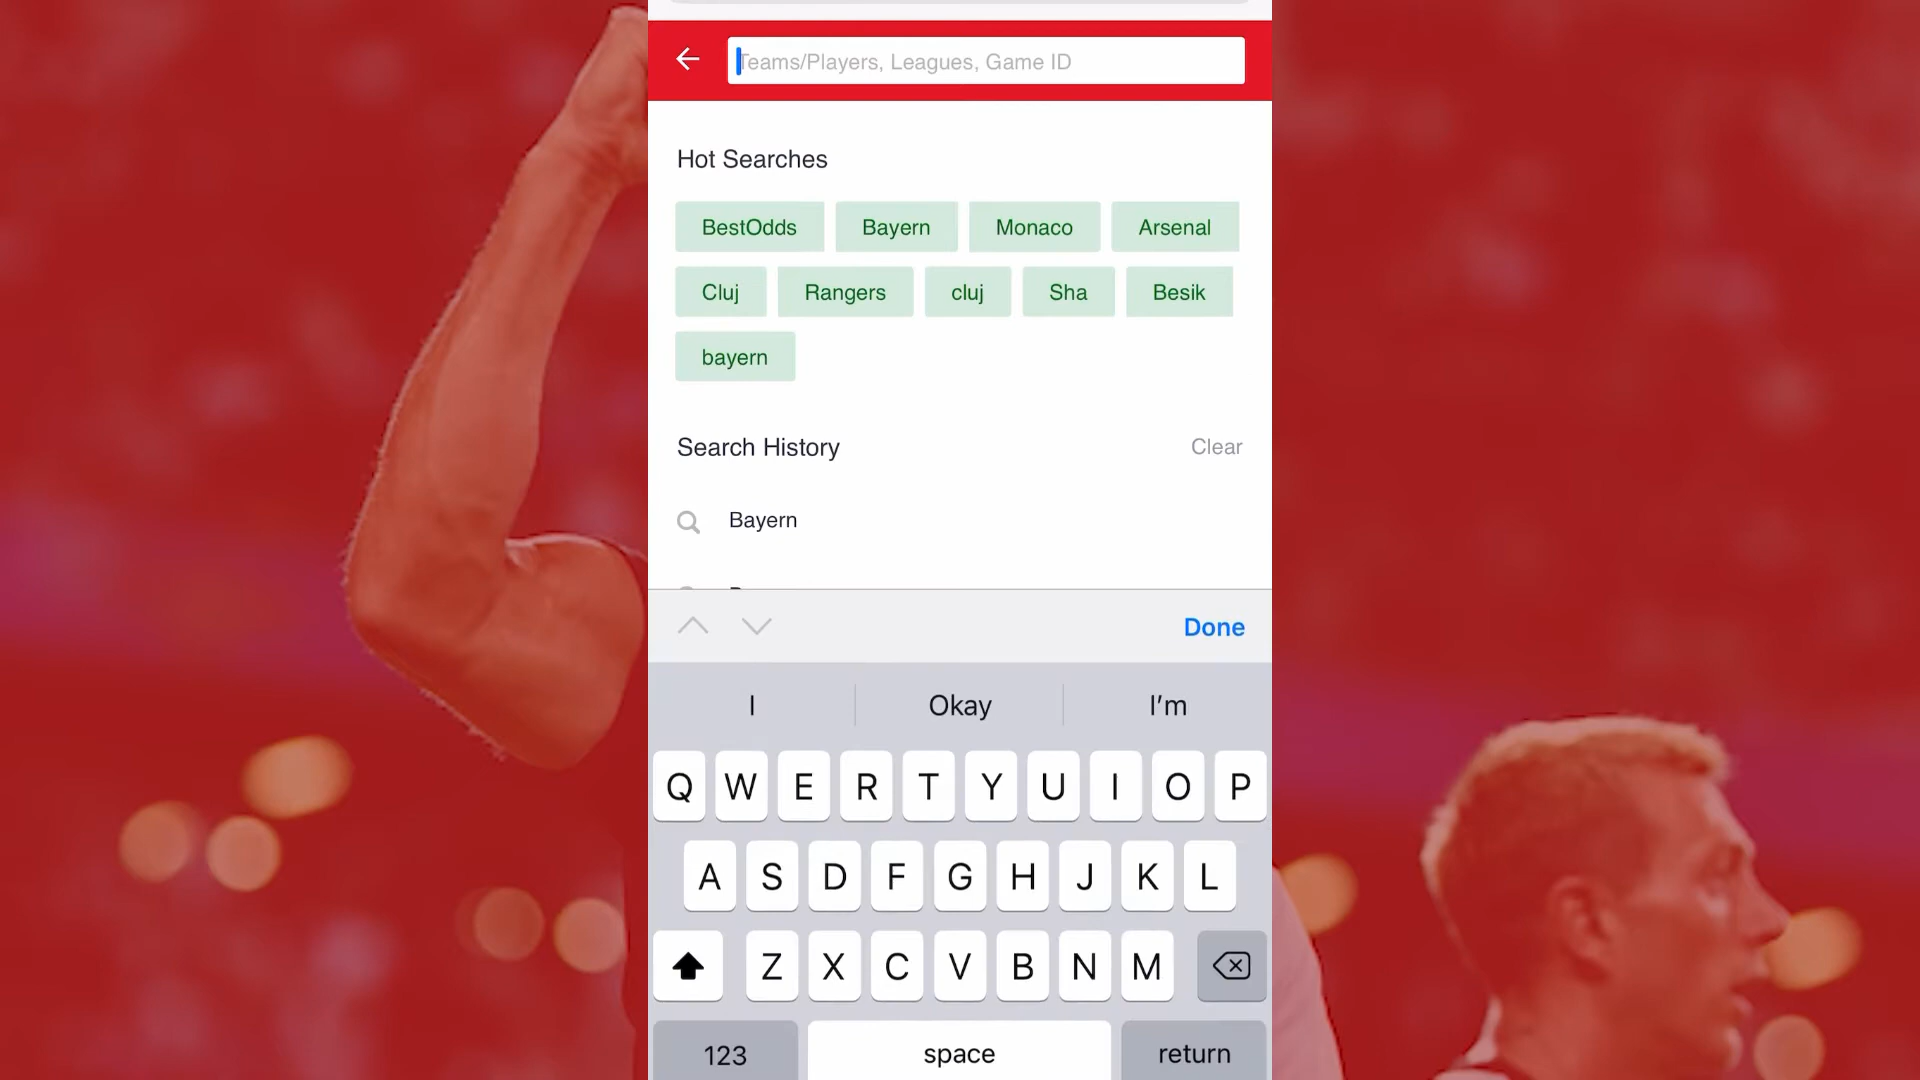 Teams/Players, Leagues, Game ID
Hot Searches
BestOdds Bayern Monaco Arsenal
Cluj Rangers cluj Sha Besik
bayern
Search History Clear
Bayern
Done
I Okay I'm
Q W E R T Y U I O P
A S D F G H J K L
Z X C V B N M
123 space return